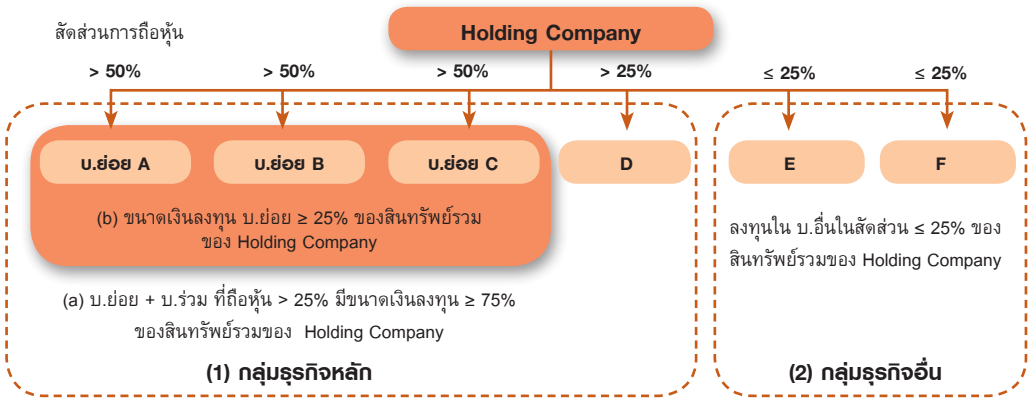 Holding Company
สัดส่วนการถือหุ้น
> 50% > 50% > 50% > 25% ≤ 25% ≤ 25%
บ.ย่อย A บ.ย่อย B บ.ย่อย C D E F
(b) ขนาดเงินลงทุน บ.ย่อย ≥ 25% ของสินทรัพย์รวม
ของ Holding Company
ลงทุนใน บ.อื่นในสัดส่วน ≤ 25% ของ
สินทรัพย์รวมของ Holding Company
(a) บ.ย่อย + บ.ร่วม ที่ถือหุ้น > 25% มีขนาดเงินลงทุน ≥ 75%
ของสินทรัพย์รวมของ Holding Company
(1) กลุ่มธุรกิจหลัก (2) กลุ่มธุรกิจอื่น